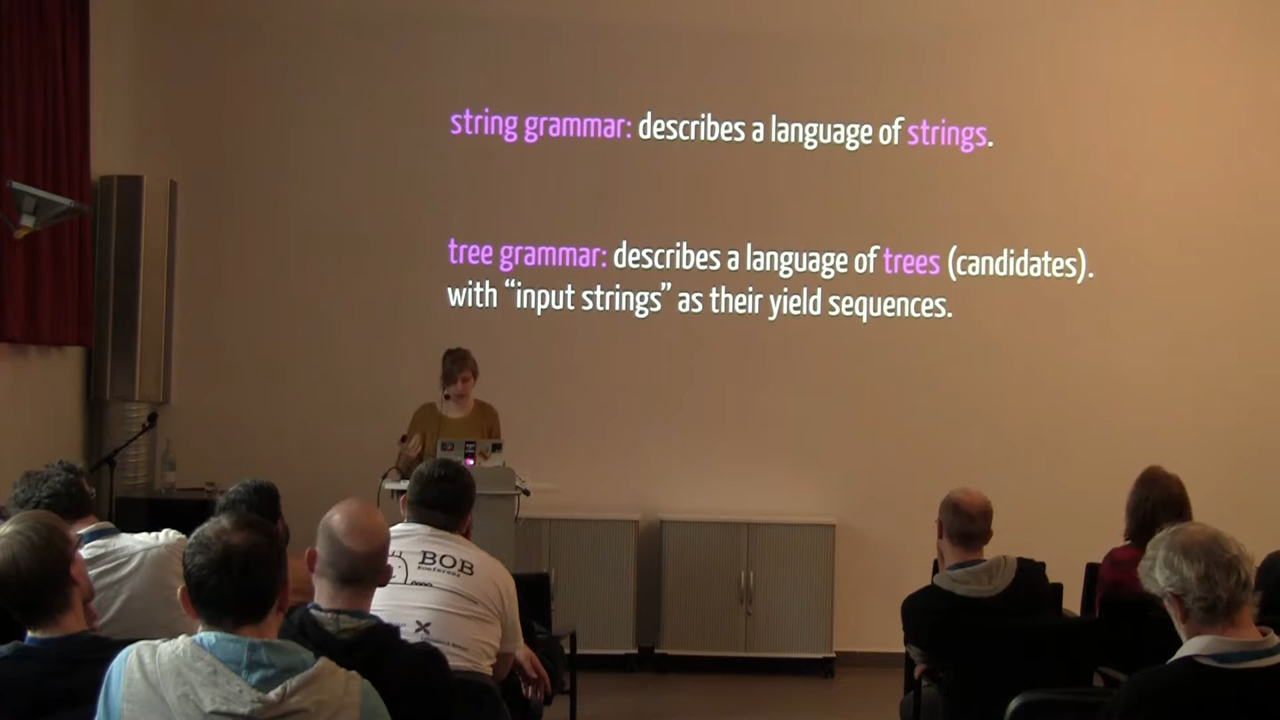 string grammar: describes a language of strings.
tree grammar: describes a language of trees (candidates).
with “input strings” as their yield sequences.
BOB
Konferenz